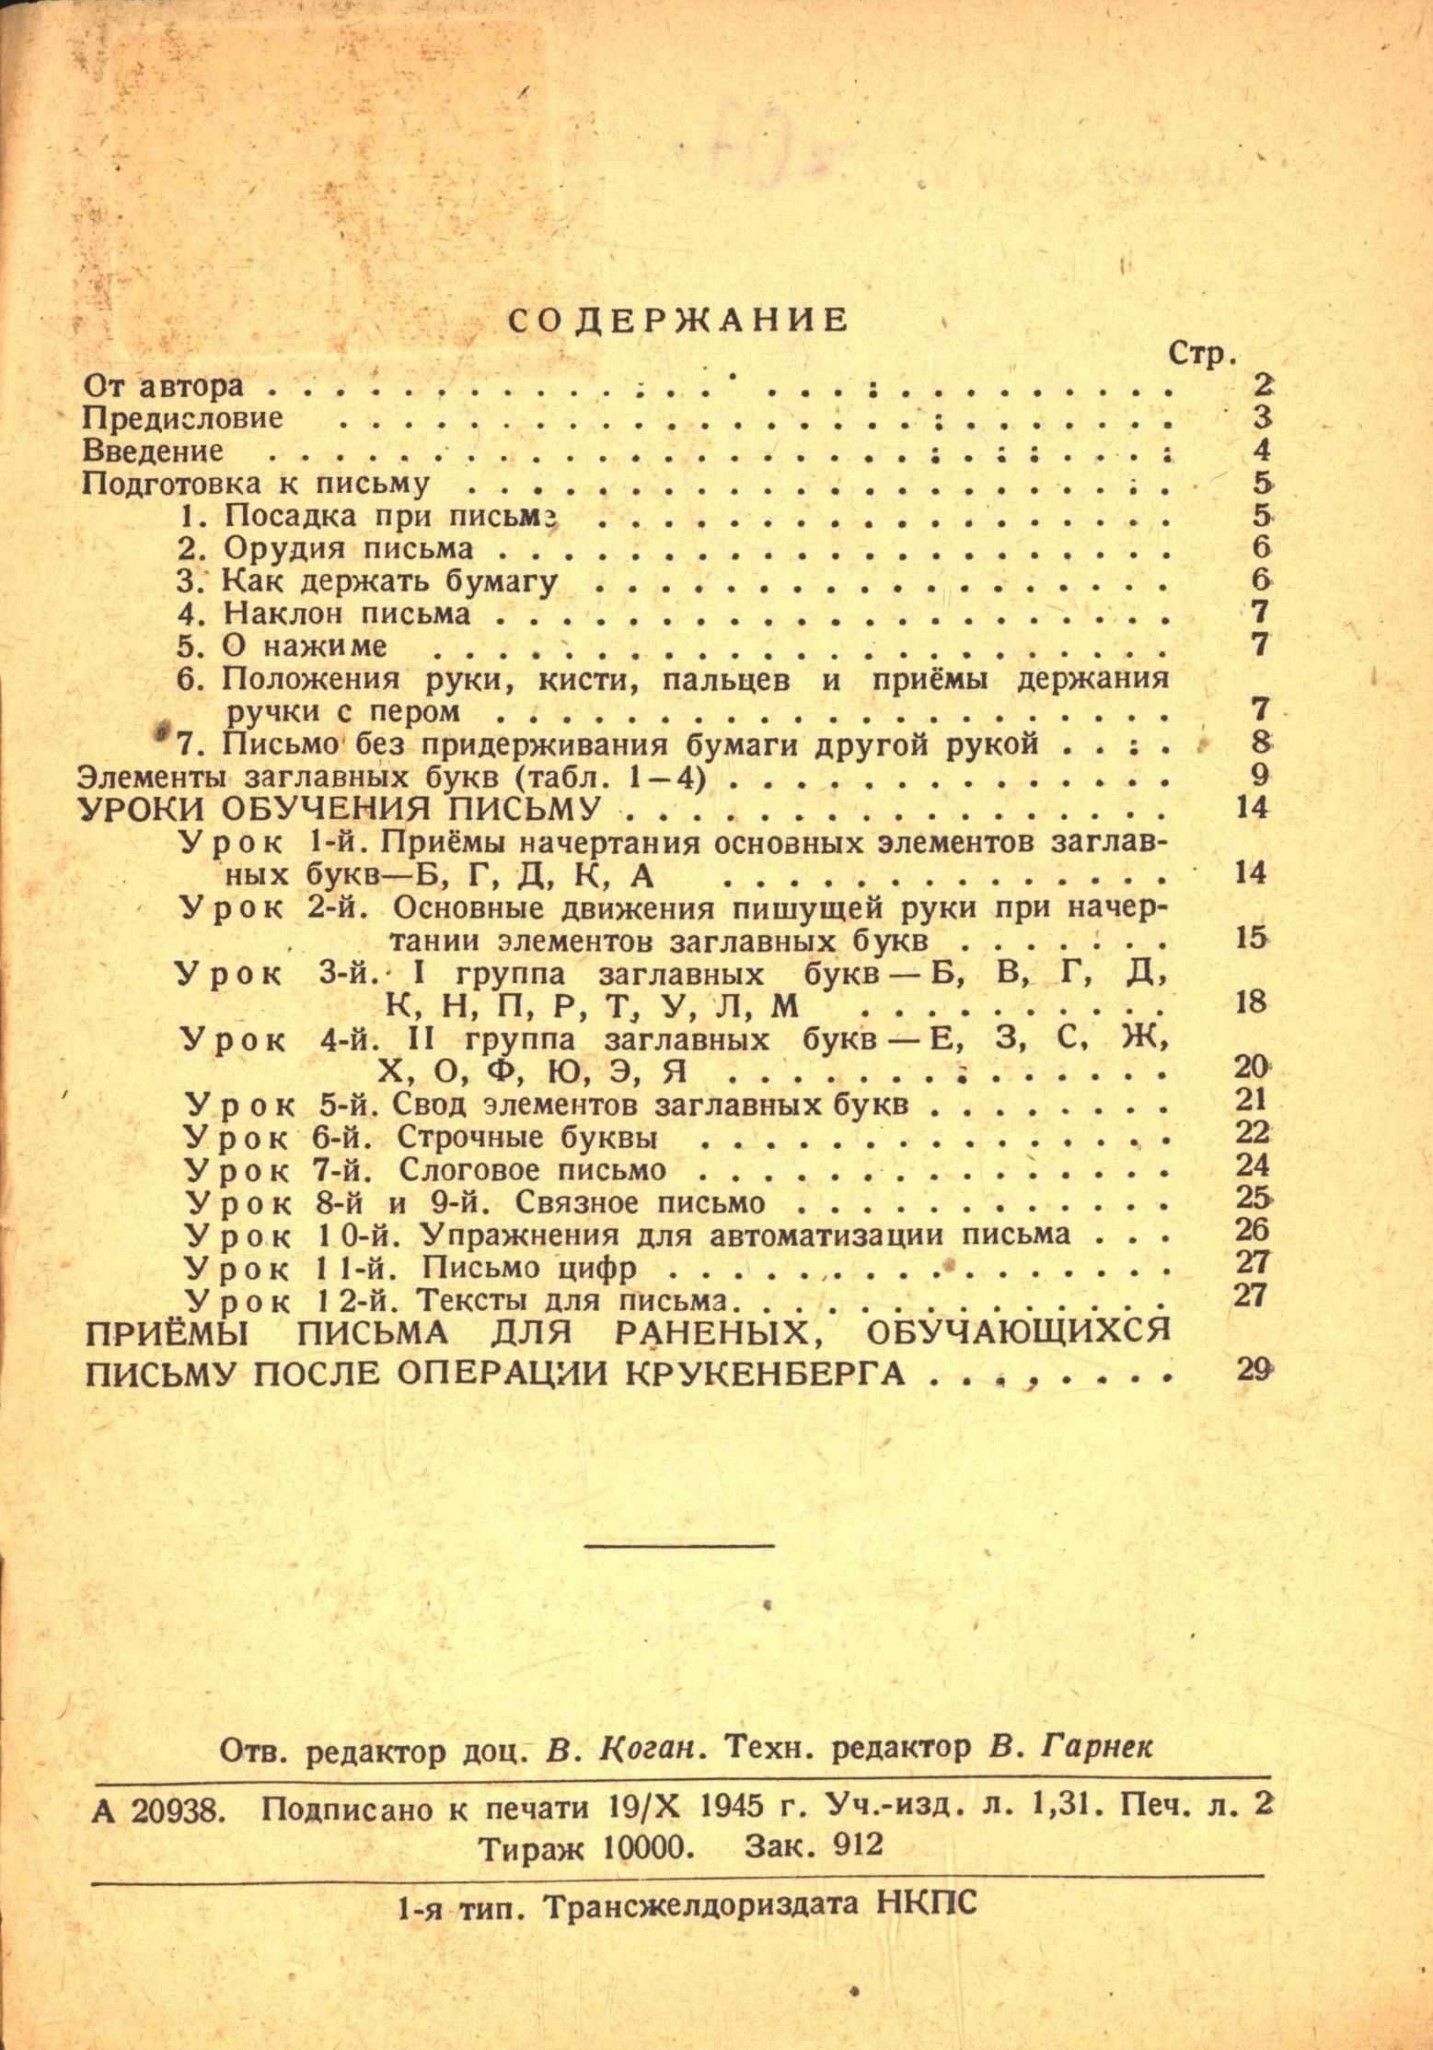 СОДЕРЖАНИЕ
Стр.
От автора . . . . . . . . . . . . . . . . . . . . . . . . . . 2
Предисловие . . . . . . . . . . . . . . . . . . . . . . . . . . 3
Введение . . . . . . . . . . . . . . . . . . . . . . . . . . . . 4
Подготовка к письму . . . . . . . . . . . . . . . . . . . . . . 5
1. Посадка при письме . . . . . . . . . . . . . . . . . . 5
2. Орудия письма . . . . . . . . . . . . . . . . . . . . . 6
3. Как держать бумагу . . . . . . . . . . . . . . . . . . 6
4. Наклон письма . . . . . . . . . . . . . . . . . . . . . 7
5. О нажиме . . . . . . . . . . . . . . . . . . . . . . . 7
6. Положения руки, кисти, пальцев и приёмы держания
ручки с пером . . . . . . . . . . . . . . . . . . . . . 7
7. Письмо без придерживания бумаги другой рукой . . . . 8
Элементы заглавных букв (табл. 1—4) . . . . . . . . . . . . . . 9
УРОКИ ОБУЧЕНИЯ ПИСЬМУ . . . . . . . . . . . . . . . . . 14
Урок 1-й. Приёмы начертания основных элементов заглав-
ных букв—Б, Г, Д, К, А . . . . . . . . . . . . . . 14
Урок 2-й. Основные движения пишущей руки при начер-
тании элементов заглавных букв . . . . . . . 15
Урок 3-й. I группа заглавных букв — Б, В, Г, Д,
К, Н, П, Р, Т, У, Л, М . . . . . . . . . . 18
Урок 4-й. II группа заглавных букв — Е, З, С, Ж,
Х, О, Ф, Ю, Э, Я . . . . . . . . . . . . . . 20
Урок 5-й. Свод элементов заглавных букв . . . . . . . . 21
Урок 6-й. Строчные буквы . . . . . . . . . . . . . . . 22
Урок 7-й. Слоговое письмо . . . . . . . . . . . . . . . 24
Урок 8-й и 9-й. Связное письмо . . . . . . . . . . . . 25
Урок 10-й. Упражнения для автоматизации письма . . . 26
Урок 11-й. Письмо цифр . . . . . . . . . . . . . . . . 27
Урок 12-й. Тексты для письма. . . . . . . . . . . . . . 27
ПРИЁМЫ ПИСЬМА ДЛЯ РАНЕНЫХ, ОБУЧАЮЩИХСЯ
ПИСЬМУ ПОСЛЕ ОПЕРАЦИИ КРУКЕНБЕРГА . . . . . . . . 29
Отв. редактор доц. В. Коган. Техн. редактор В. Гарнек
А 20938. Подписано к печати 19/X 1945 г. Уч.-изд. л. 1,31. Печ. л. 2
Тираж 10000. Зак. 912
1-я тип. Трансжелдориздата НКПС